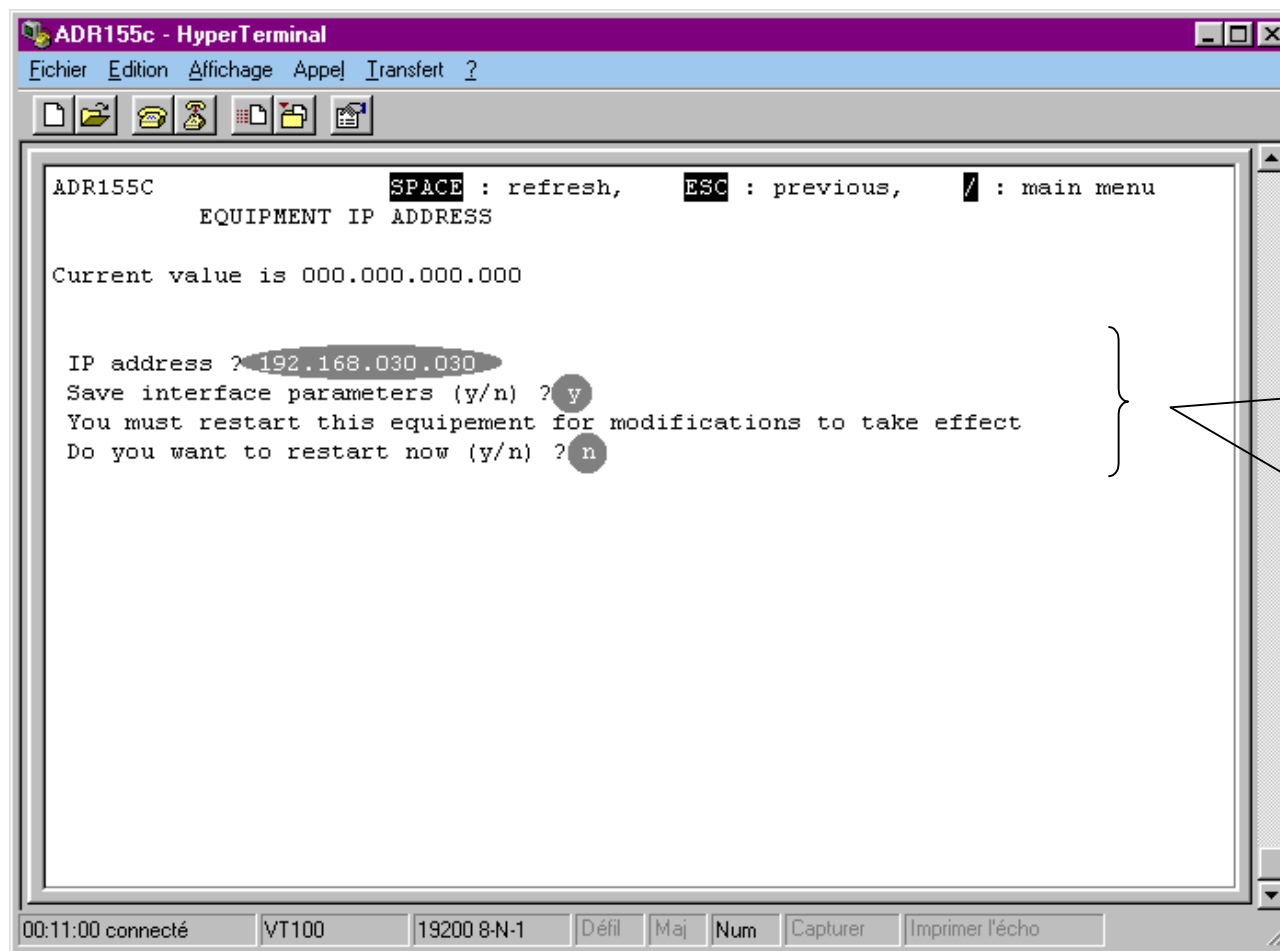 ADR155c - HyperTerminal
Fichier Edition Affichage Appel Transfert ?
ADR155C SPACE : refresh, ESC : previous, / : main menu
EQUIPMENT IP ADDRESS
Current value is 000.000.000.000
IP address ? 192.168.030.030
Save interface parameters (y/n) ? y
You must restart this equipement for modifications to take effect
Do you want to restart now (y/n) ? n
00:11:00 connecté VT100 19200 8-N-1 Défil Maj Num Capturer Imprimer l'écho